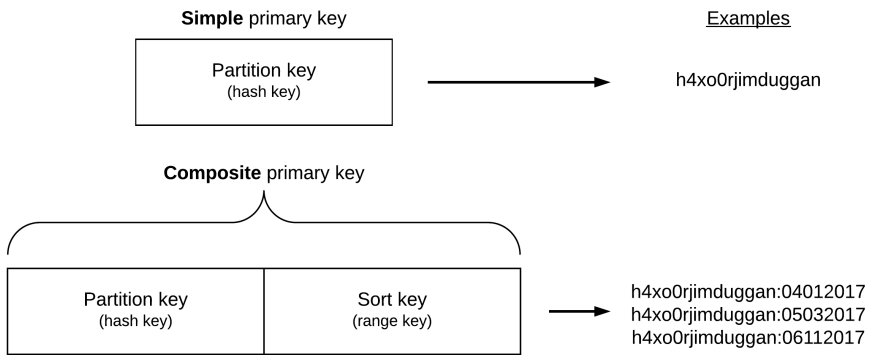 Simple primary key
Examples
Partition key
(hash key)
h4xo0rjimduggan
Composite primary key
Partition key
(hash key)
Sort key
(range key)
h4xo0rjimduggan:04012017
h4xo0rjimduggan:05032017
h4xo0rjimduggan:06112017